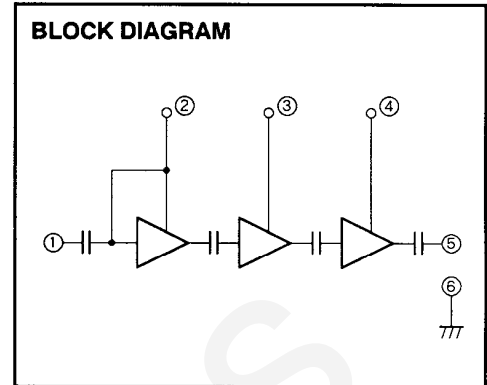 BLOCK DIAGRAM
② ③ ④
① ⑤
⑥